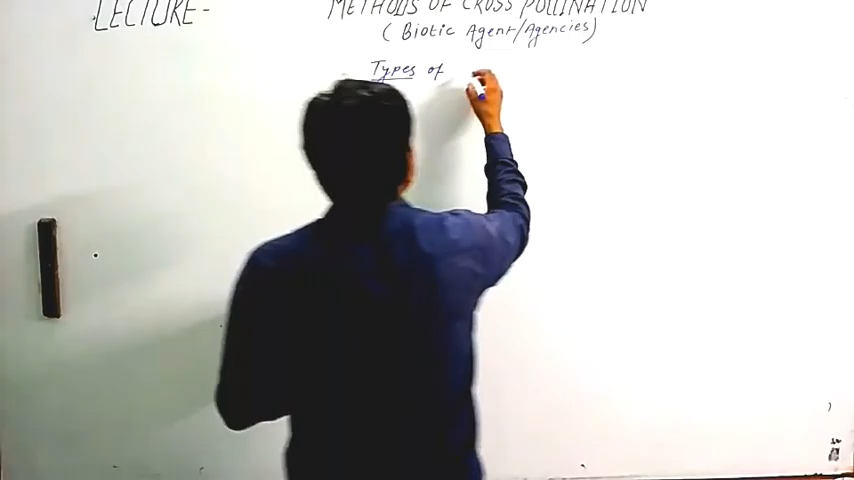 LECTURE- METHODS OF CROSS POLLINATION
( Biotic Agent/Agencies)
Types of